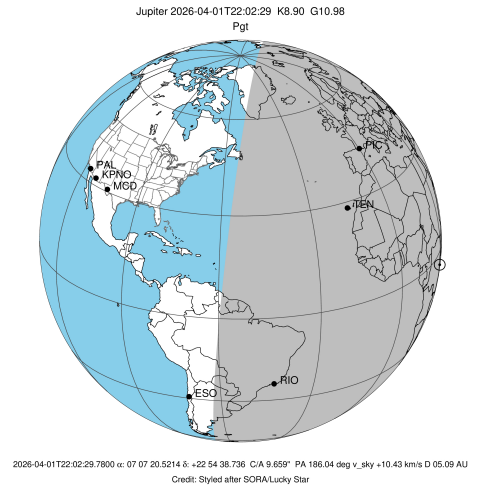 Jupiter 2026-04-01T22:02:29 K8.90 G10.98
Pgt
PIC
PAL
KPNO
MCD
TEN
RIO
ESO
2026-04-01T22:02:29.7800 α: 07 07 20.5214 δ: +22 54 38.736 C/A 9.659" PA 186.04 deg v_sky +10.43 km/s D 05.09 AU
Credit: Styled after SORA/Lucky Star